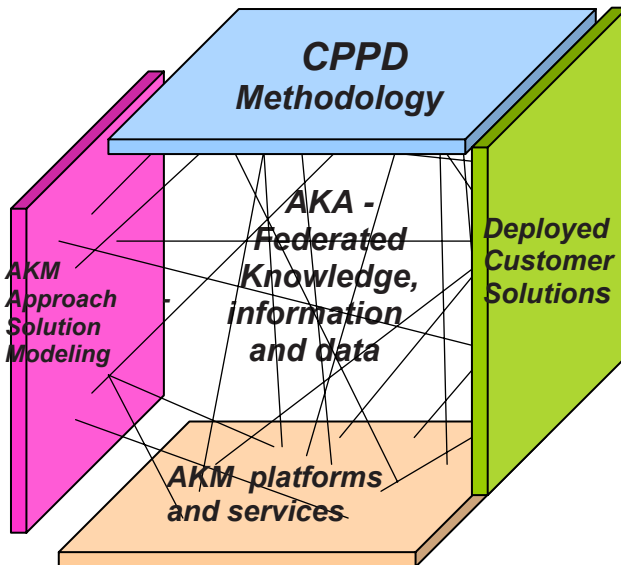 CPPD
Methodology
AKA -
Federated
Knowledge,
information
and data
AKM
Approach -
Solution
Modeling
Deployed
Customer
Solutions
AKM platforms
and services